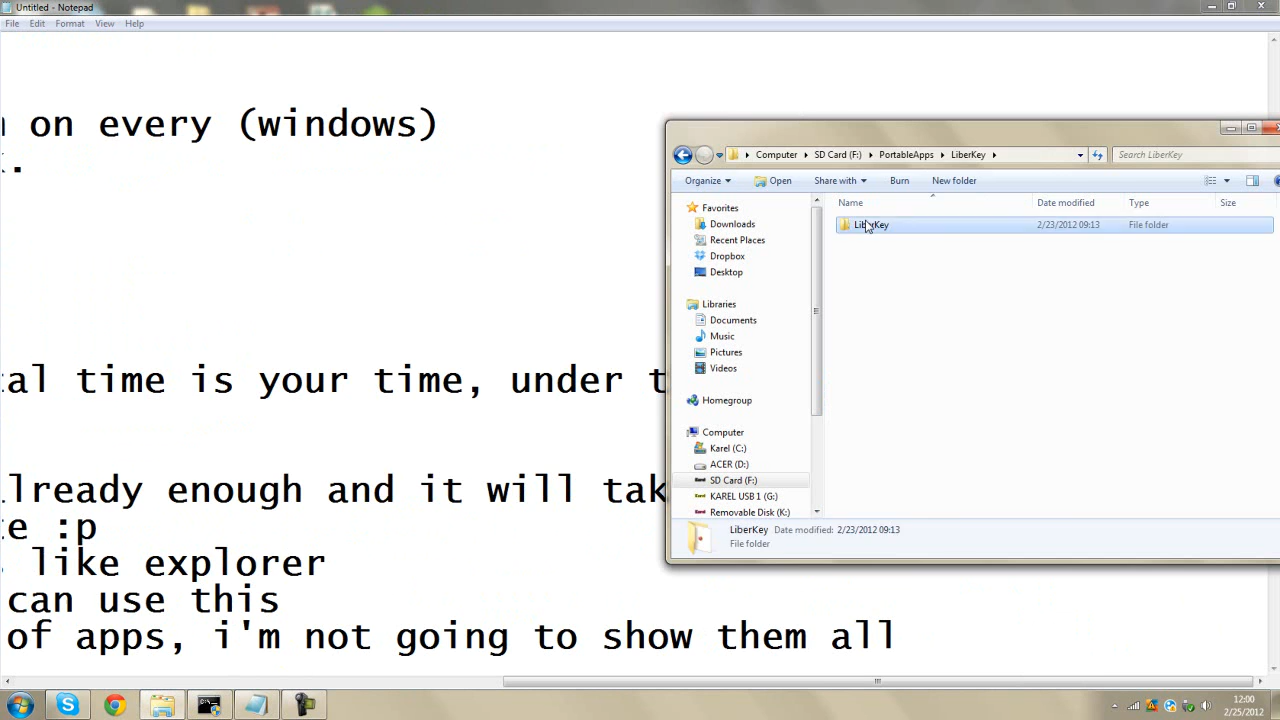 Untitled - Notepad
File Edit Format View Help
on every (windows)
al time is your time, under t
lready enough and it will tak
e :p
like explorer
can use this
of apps, i'm not going to show them all
Computer SD Card (F:) PortableApps LiberKey
Search LiberKey
Organize Open Share with Burn New folder
Name Date modified Type Size
LiberKey 2/23/2012 09:13 File folder
Favorites
Downloads
Recent Places
Dropbox
Desktop
Libraries
Documents
Music
Pictures
Videos
Homegroup
Computer
Karel (C:)
ACER (D:)
SD Card (F:)
KAREL USB 1 (G:)
Removable Disk (K:)
LiberKey Date modified: 2/23/2012 09:13
File folder
12:00
2/25/2012